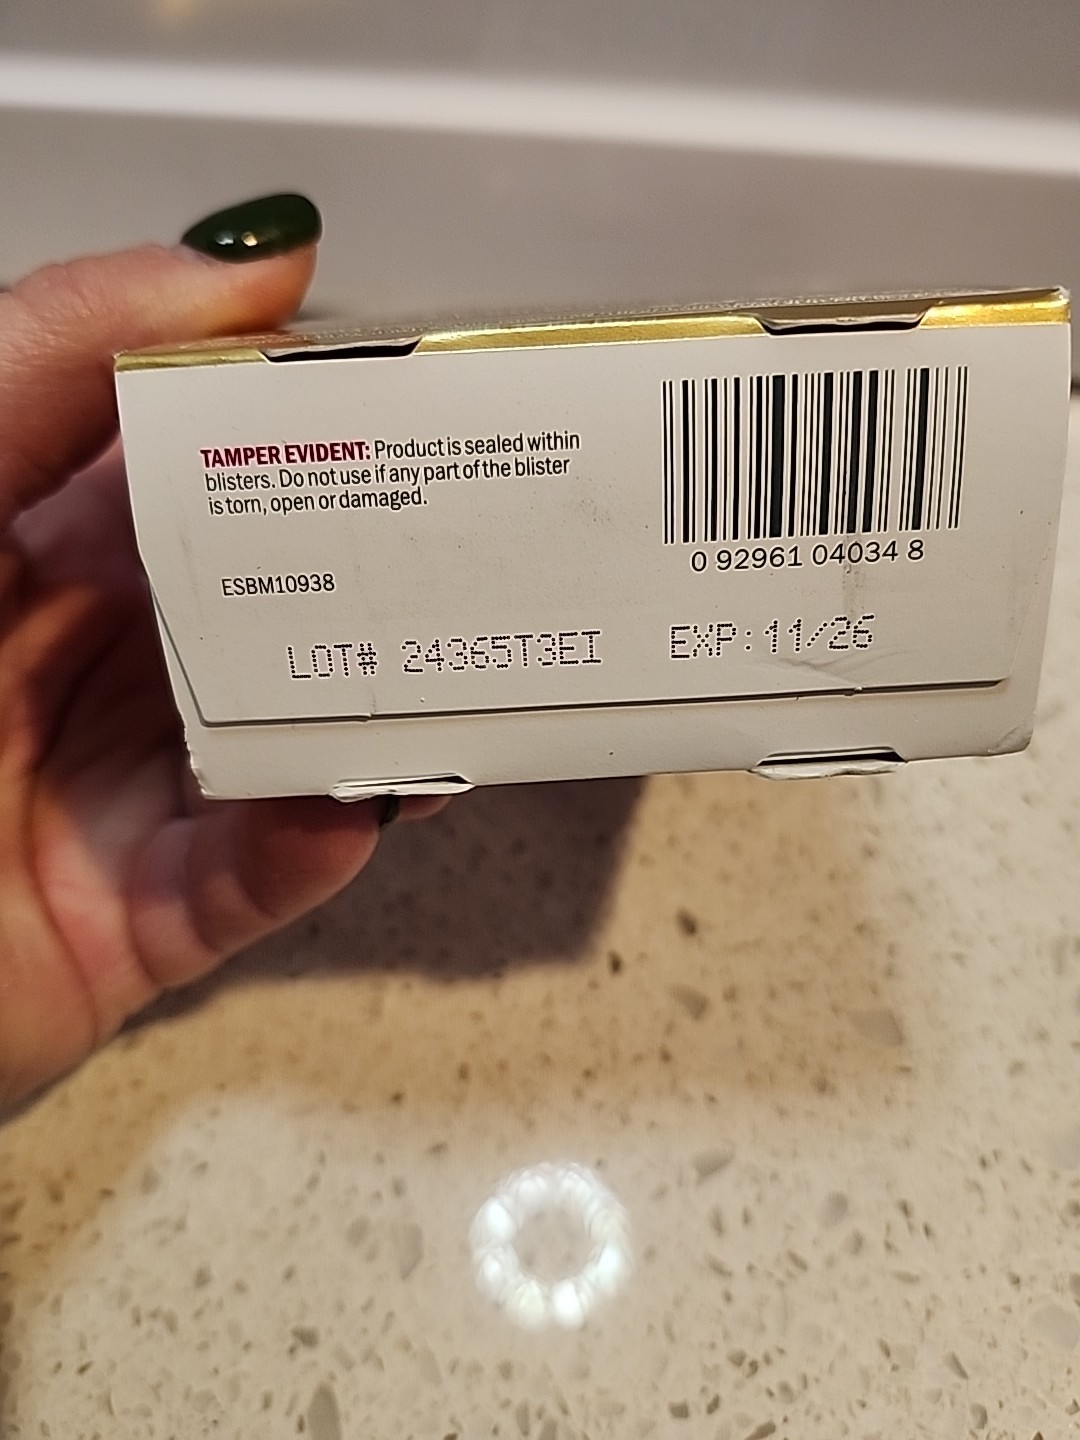 TAMPER EVIDENT: Product is sealed within
blisters. Do not use if any part of the blister
is torn, open or damaged.
0 92961 04034 8
ESBM10938
LOT# 24365T3EI EXP:11/26